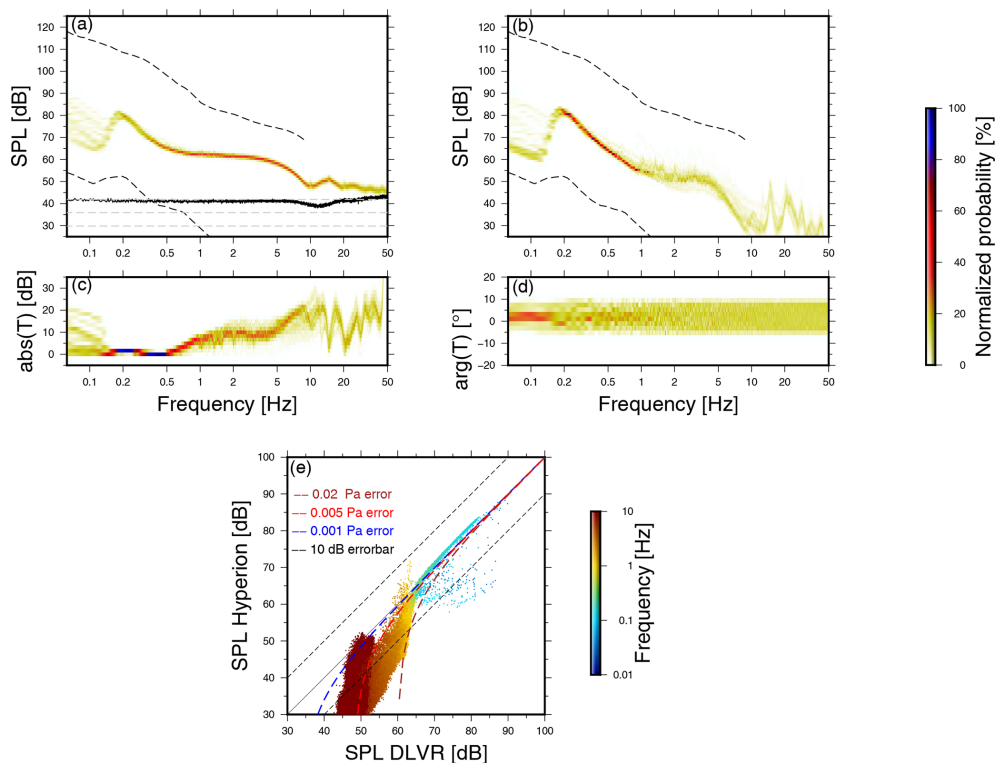 (a)
SPL [dB]
120
110
100
90
80
70
60
50
40
30
0.1 0.2 0.5 1 2 5 10 20 50
(b)
SPL [dB]
120
110
100
90
80
70
60
50
40
30
0.1 0.2 0.5 1 2 5 10 20 50
Normalized probability [%]
100
80
60
40
20
0
(c)
abs(T) [dB]
30
20
10
0
0.1 0.2 0.5 1 2 5 10 20 50
Frequency [Hz]
(d)
arg(T) [°]
20
10
0
−10
−20
0.1 0.2 0.5 1 2 5 10 20 50
Frequency [Hz]
(e)
SPL Hyperion [dB]
100
90
80
70
60
50
40
30
0.02 Pa error
0.005 Pa error
0.001 Pa error
10 dB errorbar
30 40 50 60 70 80 90 100
SPL DLVR [dB]
Frequency [Hz]
10
1
0.1
0.01